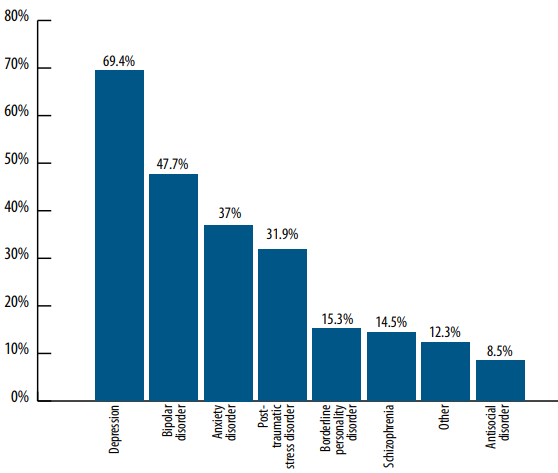 80%
70%
60%
50%
40%
30%
20%
10%
0%
69.4%
47.7%
37%
31.9%
15.3%
14.5%
12.3%
8.5%
Depression
Bipolar
disorder
Anxiety
disorder
Post-
traumatic
stress disorder
Borderline
personality
disorder
Schizophrenia
Other
Antisocial
disorder